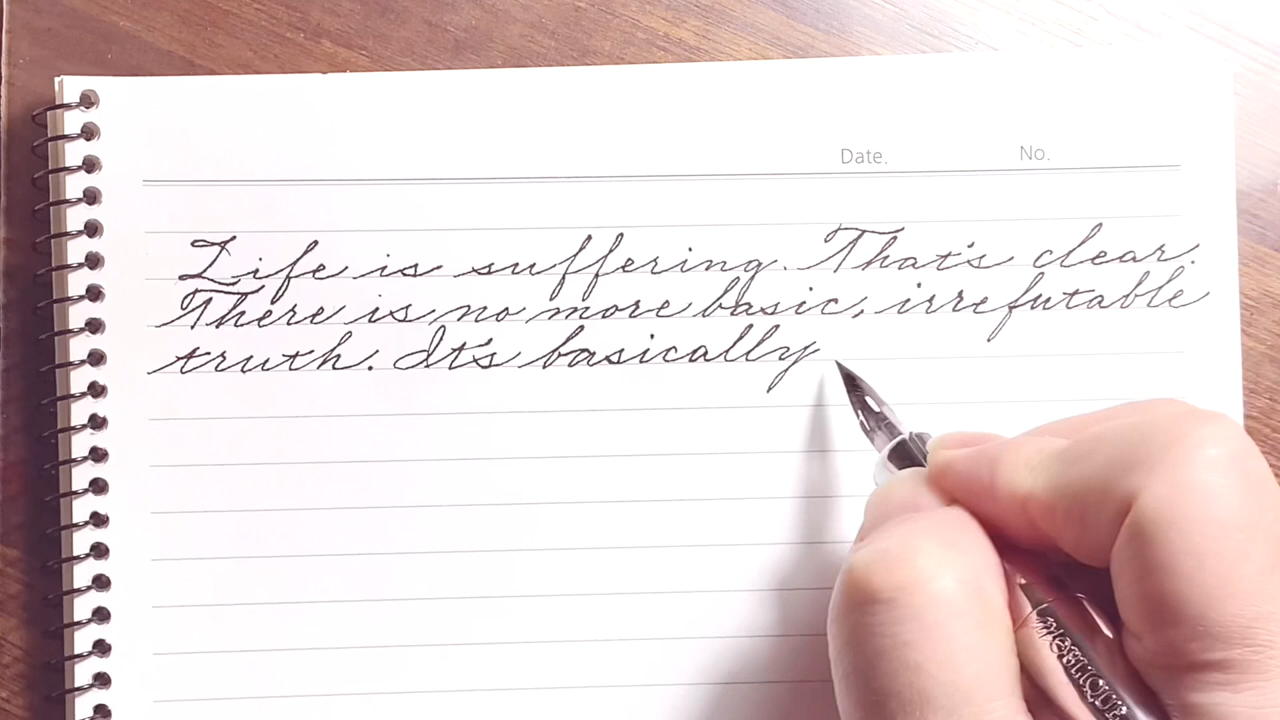 Date. No.
Life is suffering. That's clear.
There is no more basic, irrefutable
truth. It's basically